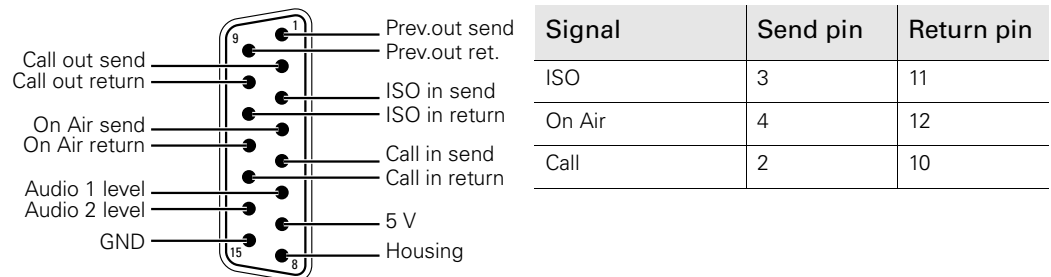 1
Prev.out send
9
Prev.out ret.
Call out send
Call out return
ISO in send
ISO in return
On Air send
On Air return
Call in send
Call in return
Audio 1 level
Audio 2 level
5 V
GND
15
Housing
8
Signal Send pin Return pin
ISO 3 11
On Air 4 12
Call 2 10